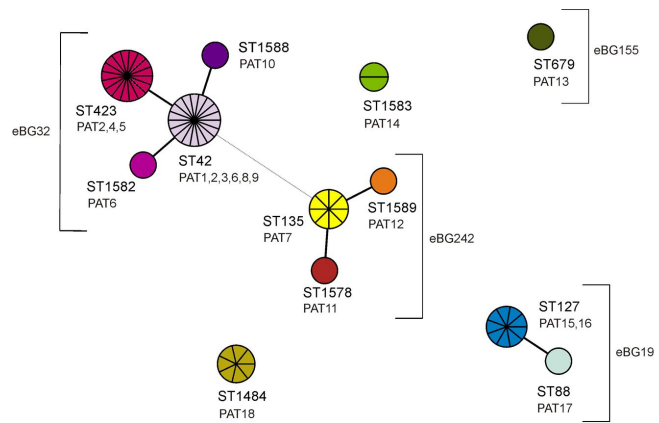 ST1588
PAT10
ST423
PAT2,4,5
eBG32
ST42
PAT1,2,3,6,8,9
ST1582
PAT6
ST1583
PAT14
ST679
PAT13
eBG155
ST135
PAT7
ST1589
PAT12
eBG242
ST1578
PAT11
ST127
PAT15,16
eBG19
ST88
PAT17
ST1484
PAT18